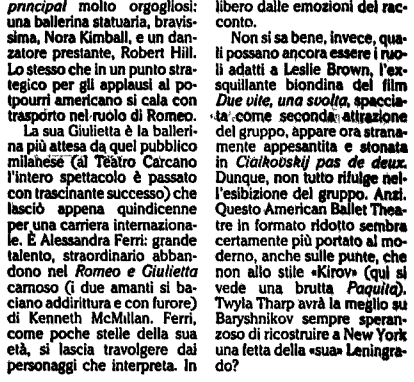 principal molto orgogliosi:
una ballerina statuaria, bravis-
sima, Nora Kimball, e un dan-
zatore prestante, Robert Hill.
Lo stesso che in un punto stra-
tegico per gli applausi al po-
tpourri americano si cala con
trasporto nel ruolo di Romeo.
La sua Giulietta è la balleri-
na più attesa da quel pubblico
milanese (al Teatro Carcano
l'intero spettacolo è passato
con trascinante successo) che
lasciò appena quindicenne
per una carriera internaziona-
le. È Alessandra Ferri: grande
talento, straordinario abban-
dono nel Romeo e Giulietta
carnoso (i due amanti si ba-
ciano addirittura e con furore)
di Kenneth McMillan. Ferri,
come poche stelle della sua
età, si lascia travolgere dai
personaggi che interpreta. In
libero dalle emozioni del rac-
conto.
Non si sa bene, invece, qua-
li possano ancora essere i ruo-
li adatti a Leslie Brown, l'ex
squillante biondina del film
Due vite, una svolta, spaccia-
ta come seconda attrazione
del gruppo, appare ora strana-
mente appesantita e stonata
in Ciaikovskij pas de deux.
Dunque, non tutto rifulge nel-
l'esibizione del gruppo. Anzi.
Questo American Ballet Thea-
tre in formato ridotto sembra
certamente più portato al mo-
derno, anche sulle punte, che
non allo stile «Kirov» (qui si
vede una brutta Paquita).
Twyla Tharp avrà la meglio su
Baryshnikov sempre speran-
zoso di ricostruire a New York
una fetta della «sua» Leningra-
do?